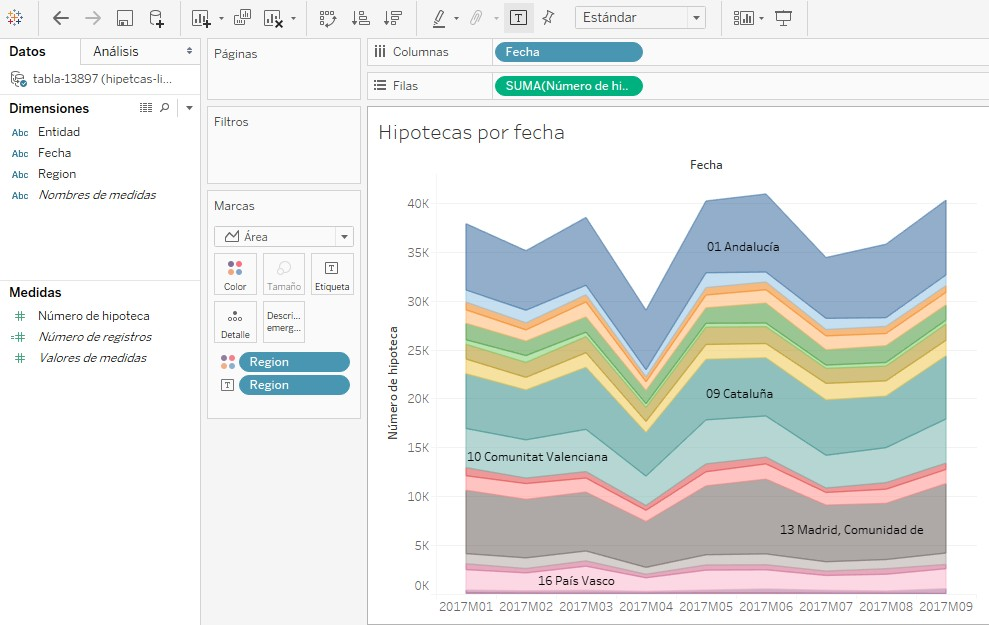 Estándar
Datos
Análisis
Páginas
Columnas
Fecha
tabla-13897 (hipetcas-li...
Filas
SUMA(Número de hi..
Dimensiones
Abc Entidad
Abc Fecha
Abc Region
Abc Nombres de medidas
Filtros
Marcas
Área
Color
Tamaño
T
Etiqueta
Detalle
Descri...
emerg...
Region
T Region
Medidas
Número de hipoteca
Número de registros
Valores de medidas
Hipotecas por fecha
Fecha
Número de hipoteca
40K
35K
30K
25K
20K
15K
10K
5K
0K
01 Andalucía
09 Cataluña
10 Comunitat Valenciana
13 Madrid, Comunidad de
16 País Vasco
2017M01 2017M02 2017M03 2017M04 2017M05 2017M06 2017M07 2017M08 2017M09